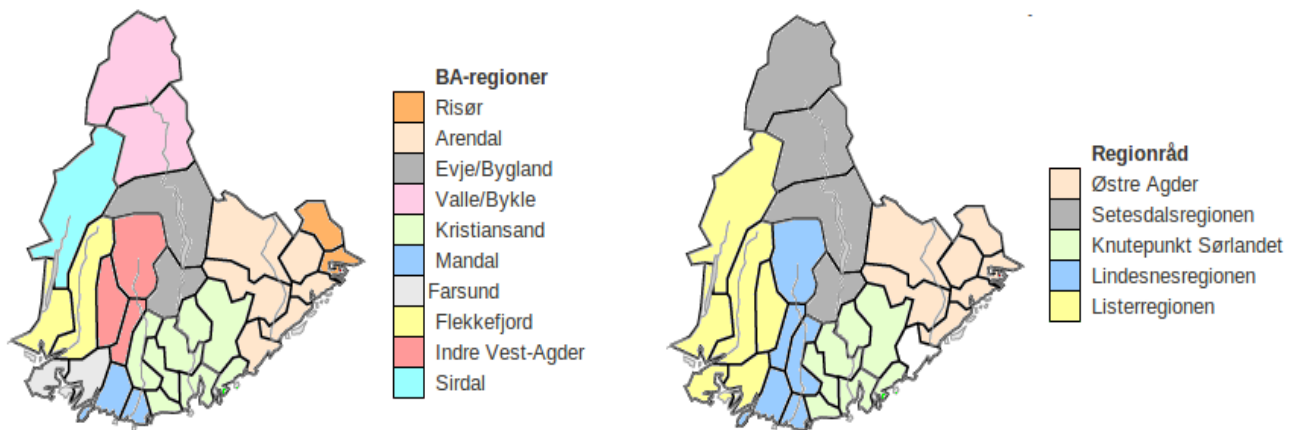 BA-regioner
Risør
Arendal
Evje/Bygland
Valle/Bykle
Kristiansand
Mandal
Farsund
Flekkefjord
Indre Vest-Agder
Sirdal
Regionråd
Østre Agder
Setesdalsregionen
Knutepunkt Sørlandet
Lindesnesregionen
Listerregionen